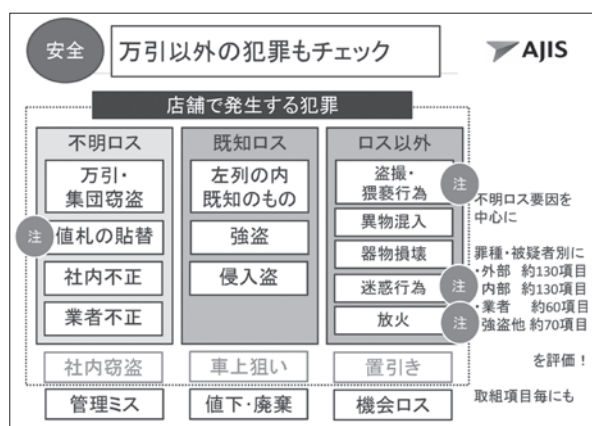 安全
万引以外の犯罪もチェック
AJIS
店舗で発生する犯罪
不明ロス
万引・
集団窃盗
注
値札の貼替
社内不正
業者不正
社内窃盗
管理ミス
既知ロス
左列の内
既知のもの
強盗
侵入盗
車上狙い
値下・廃棄
ロス以外
盗撮・
猥褻行為
注
異物混入
器物損壊
迷惑行為
注
放火
注
置引き
機会ロス
不明ロス要因を
中心に
罪種・被疑者別に
・外部 約130項目
内部 約130項目
・業者 約60項目
強盗他 約70項目
を評価！
取組項目毎にも